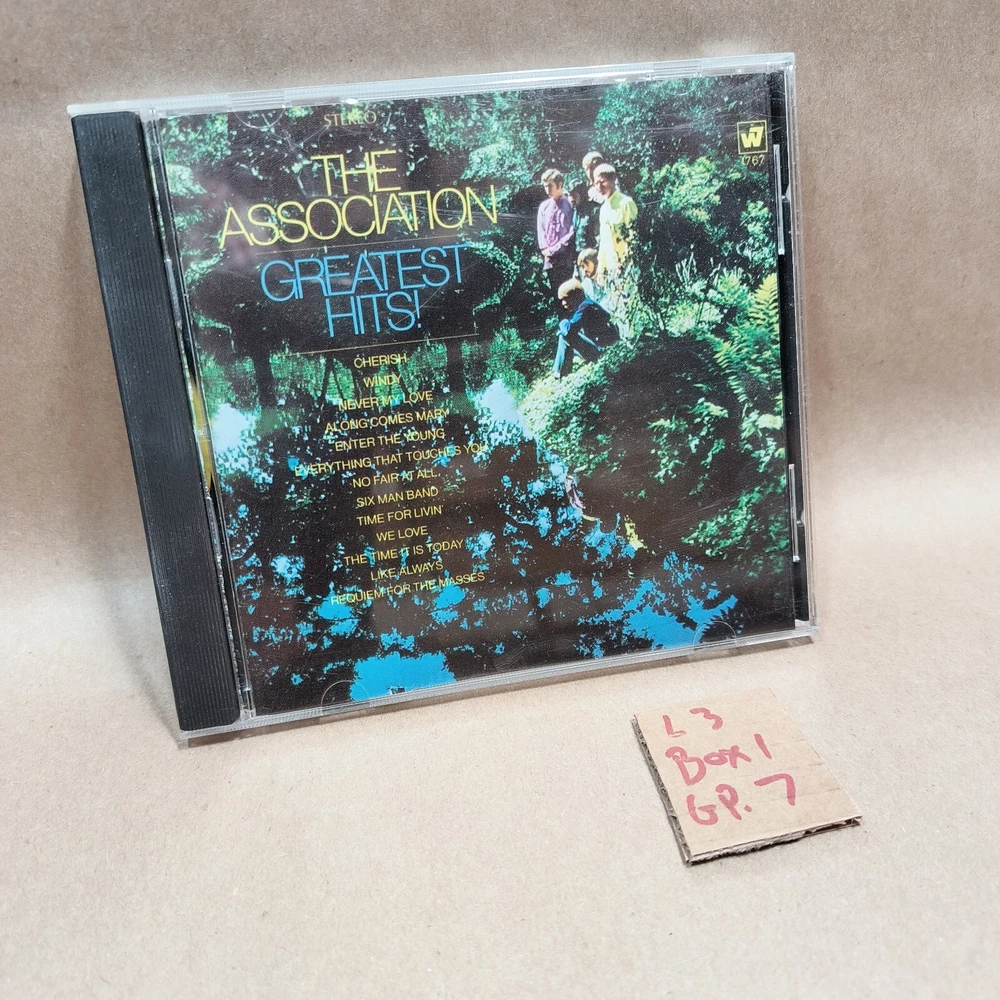 STEREO
W7
1767
THE
ASSOCIATION
GREATEST
HITS!
CHERISH
WINDY
NEVER MY LOVE
ALONG COMES MARY
ENTER THE YOUNG
EVERYTHING THAT TOUCHES YOU
NO FAIR AT ALL
SIX MAN BAND
TIME FOR LIVIN'
WE LOVE
THE TIME IT IS TODAY
LIKE ALWAYS
REQUIEM FOR THE MASSES
L 3
Box 1
GP. 7